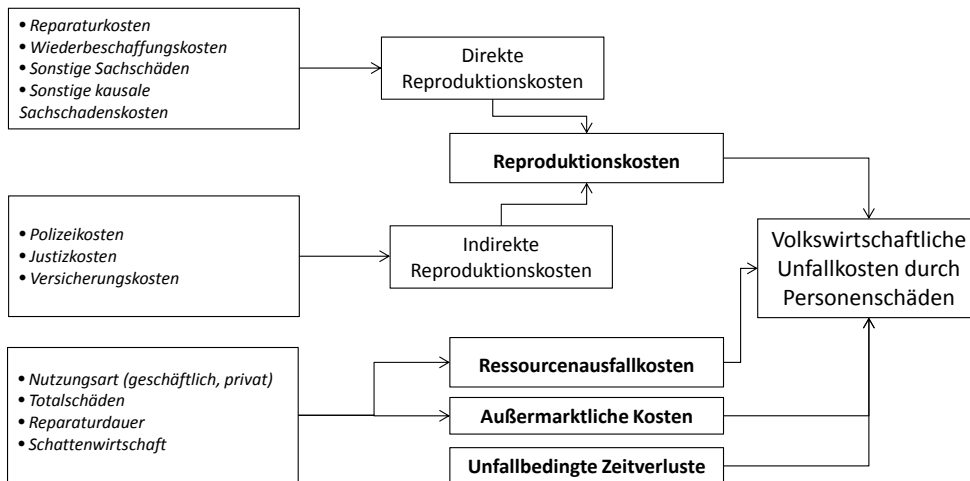 • Reparaturkosten
• Wiederbeschaffungskosten
• Sonstige Sachschäden
• Sonstige kausale
Sachschadenskosten
Direkte
Reproduktionskosten
Reproduktionskosten
• Polizeikosten
• Justizkosten
• Versicherungskosten
Indirekte
Reproduktionskosten
Volkswirtschaftliche
Unfallkosten durch
Personenschäden
• Nutzungsart (geschäftlich, privat)
• Totalschäden
• Reparaturdauer
• Schattenwirtschaft
Ressourcenausfallkosten
Außermarktliche Kosten
Unfallbedingte Zeitverluste